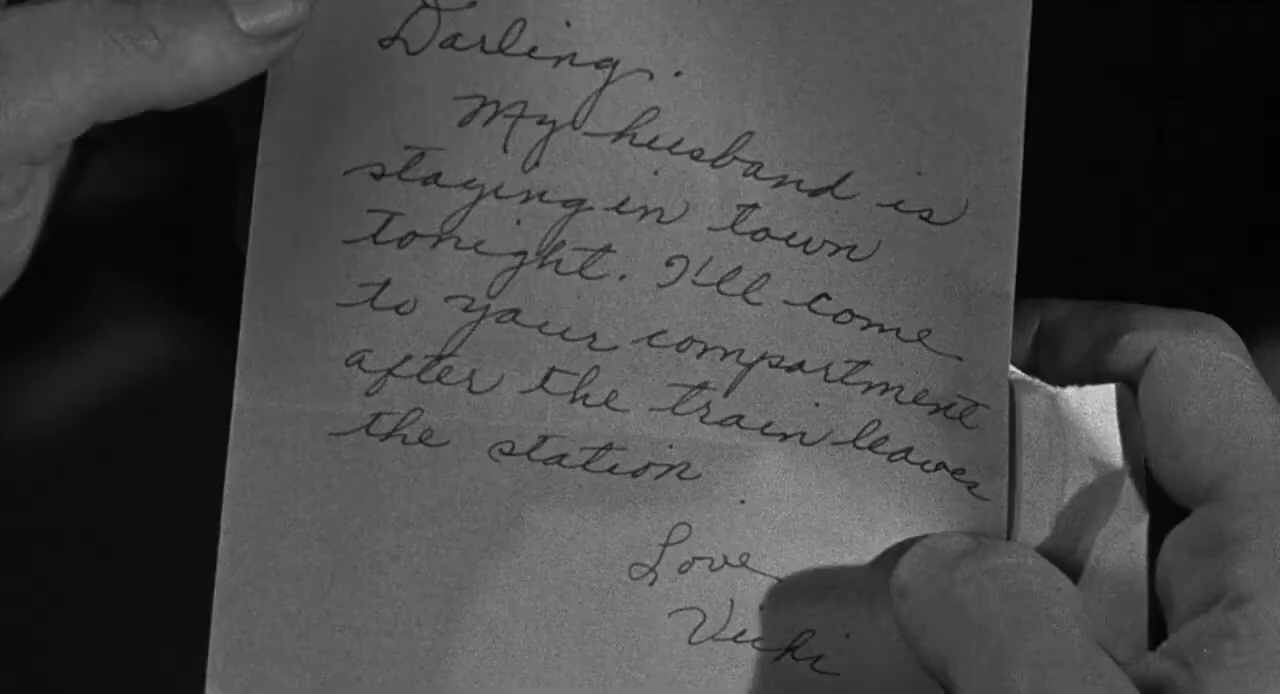 Darling.
My husband is
staying in town
tonight. I'll come
to your compartment
after the train leaves
the station.
Love
Vicki